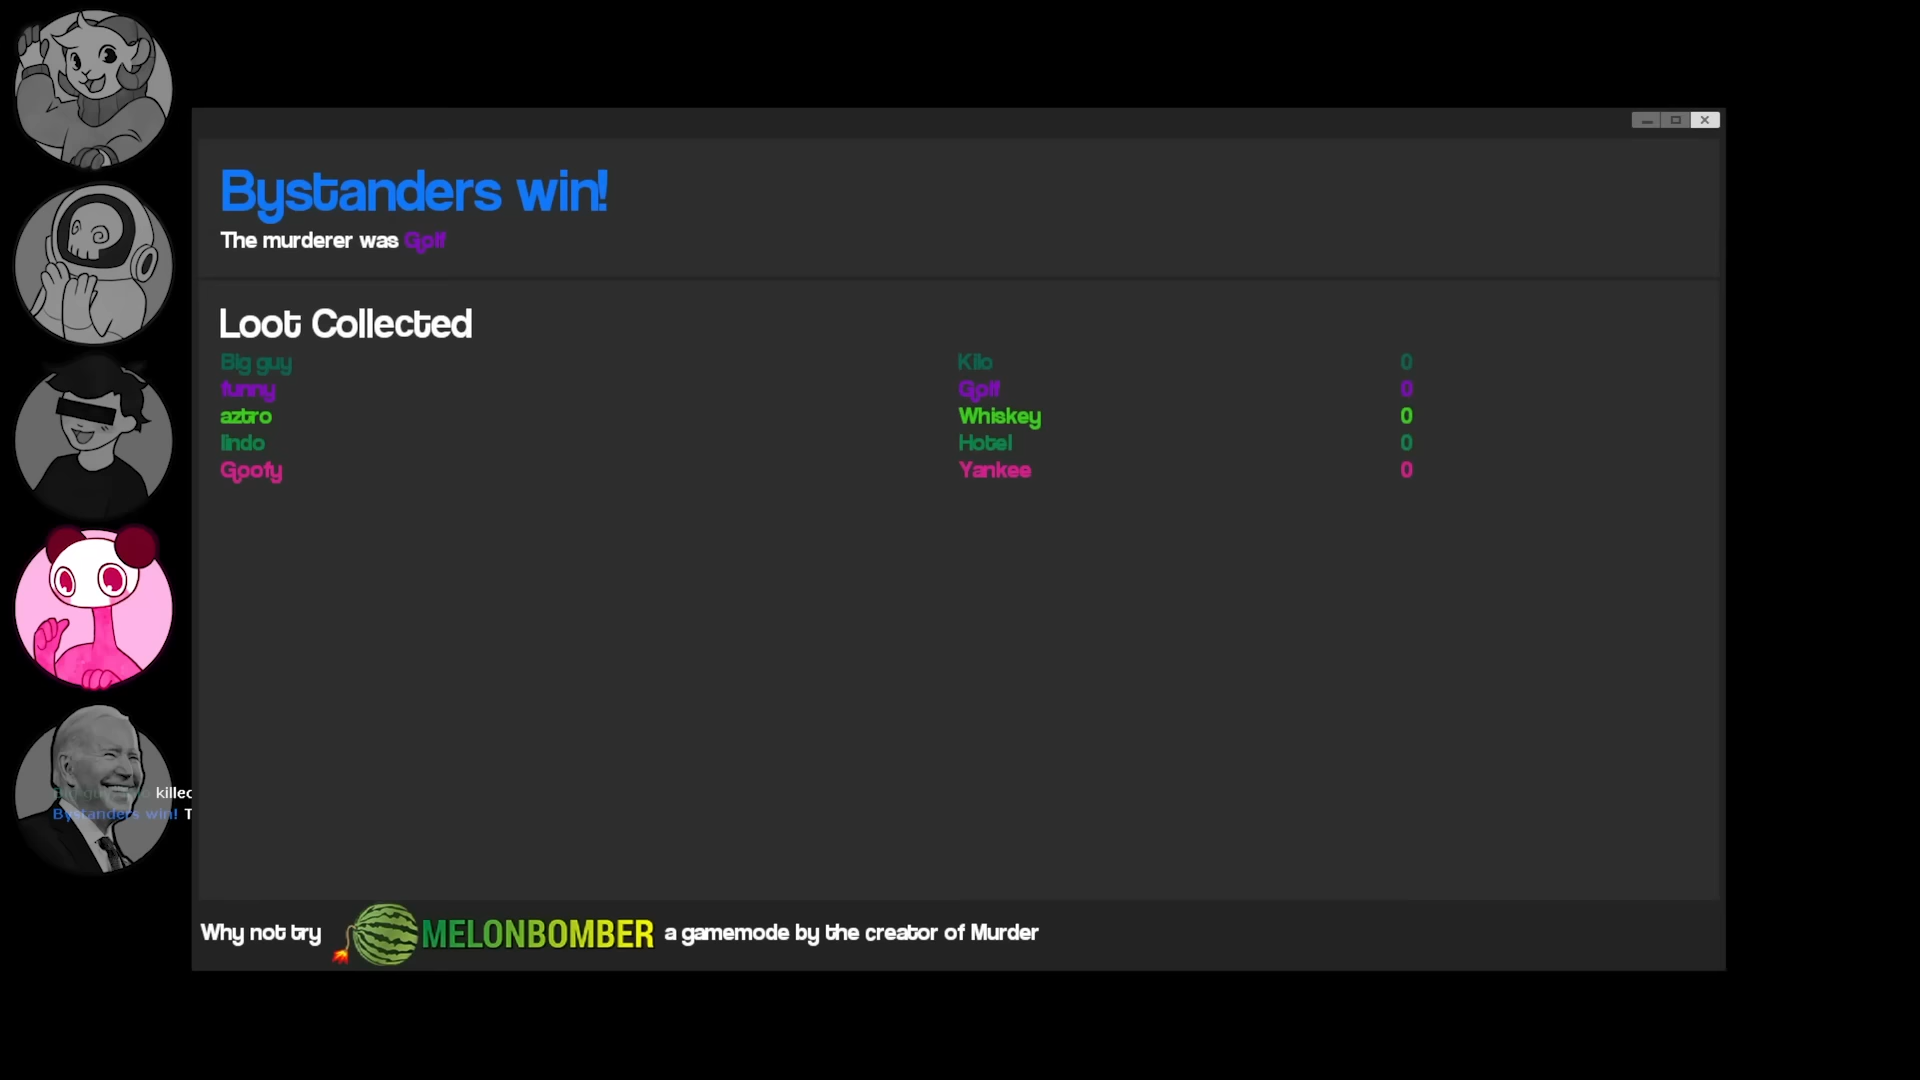 Bystanders win!
The murderer was Golf
Loot Collected
Big guy Kilo 0
funny Golf 0
aztro Whiskey 0
lindo Hotel 0
Goofy Yankee 0
killed
Bystanders win! T
Why not try MELONBOMBER a gamemode by the creator of Murder